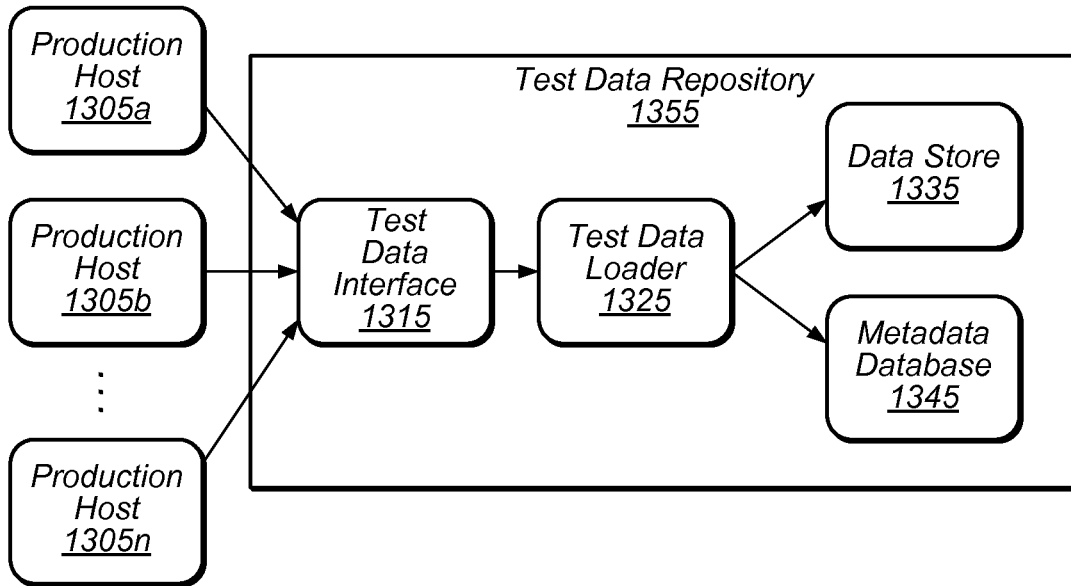 Production
Host
1305a
Test Data Repository
1355
Data Store
1335
Production
Host
1305b
Test
Data
Interface
1315
Test Data
Loader
1325
Metadata
Database
1345
Production
Host
1305n